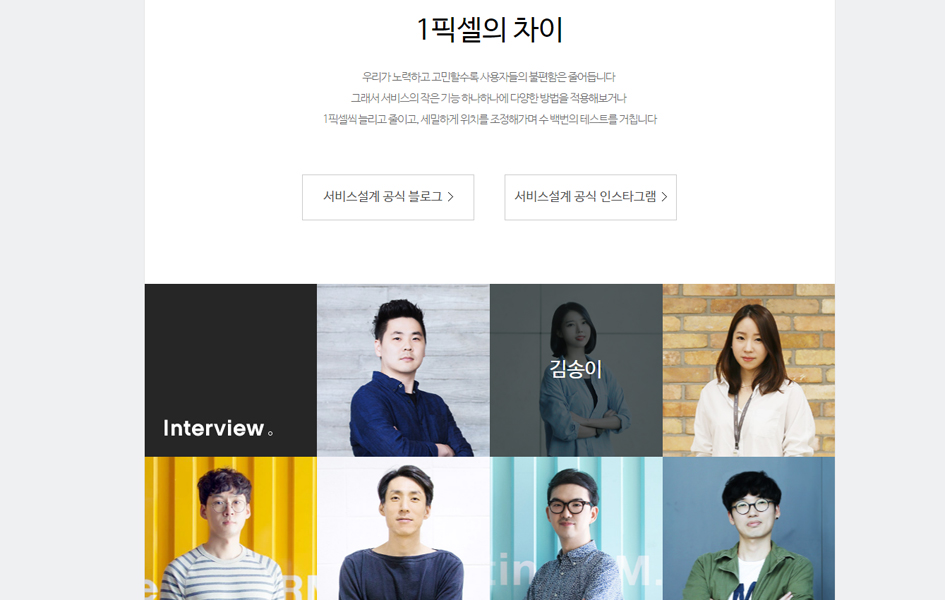 1픽셀의 차이
우리가 노력하고 고민할수록 사용자들의 불편함은 줄어듭니다
그래서 서비스의 작은 기능 하나하나에 다양한 방법을 적용해보거나
1픽셀씩 늘리고 줄이고, 세밀하게 위치를 조정해가며 수 백번의 테스트를 거칩니다
서비스설계 공식 블로그 >
서비스설계 공식 인스타그램 >
김송이
Interview。